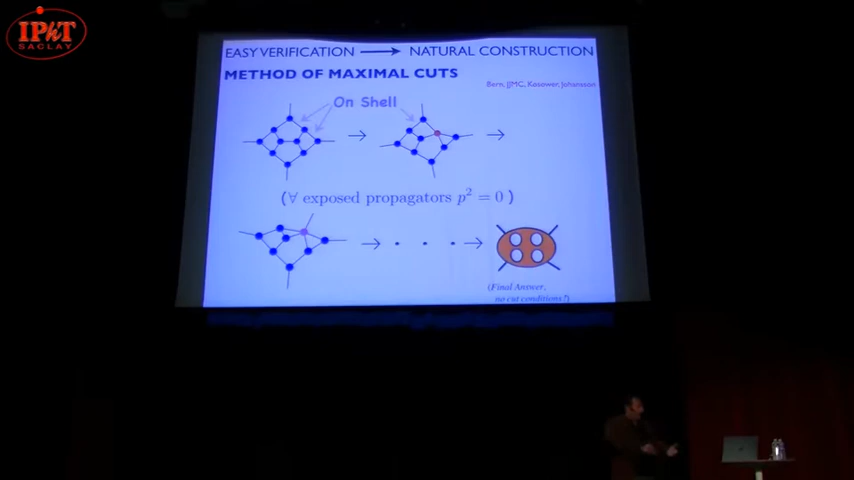 IPhT
SACLAY
EASY VERIFICATION → NATURAL CONSTRUCTION
METHOD OF MAXIMAL CUTS
Bern, JJMC, Kosower, Johansson
On Shell
(∀ exposed propagators p² = 0 )
(Final Answer,
no cut conditions !)